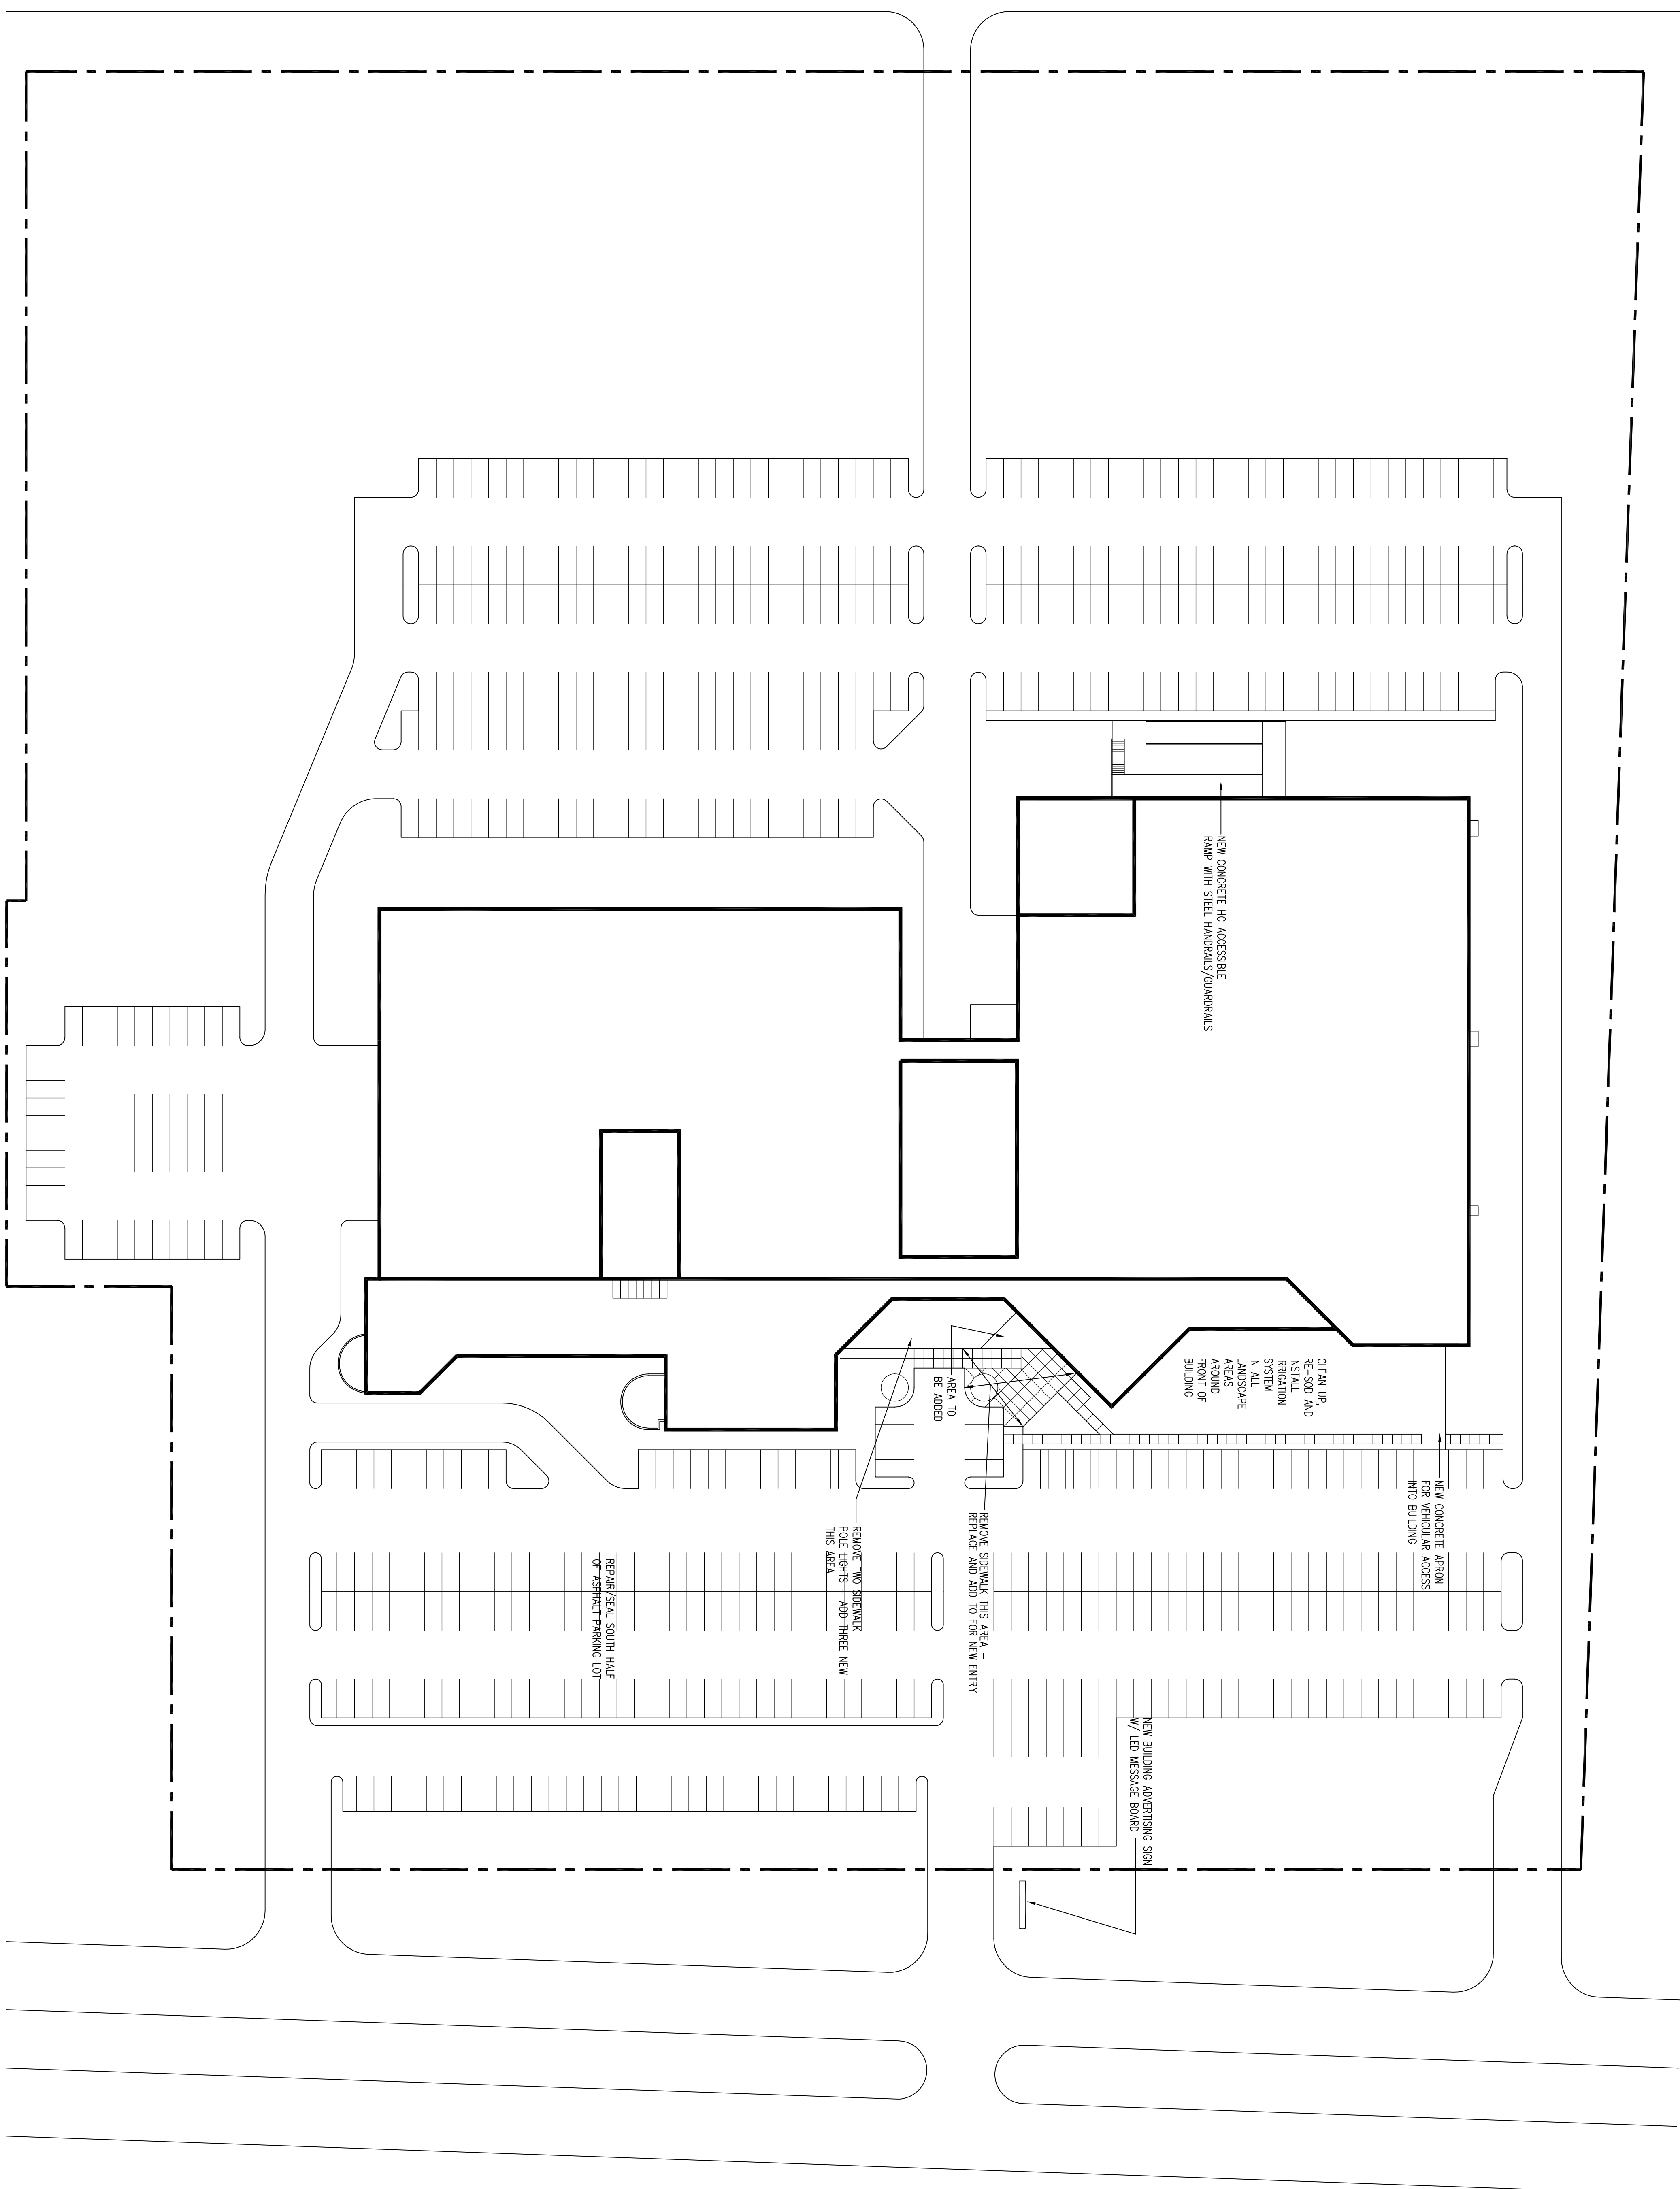 NEW CONCRETE HC ACCESSIBLE
RAMP WITH STEEL HANDRAILS/GUARDRAILS
CLEAN UP,
RE-SOD AND
INSTALL
IRRIGATION
SYSTEM
IN ALL
LANDSCAPE
AREAS
AROUND
FRONT OF
BUILDING
AREA TO
BE ADDED
NEW CONCRETE APRON
FOR VEHICULAR ACCESS
INTO BUILDING
REMOVE SIDEWALK THIS AREA -
REPLACE AND ADD TO FOR NEW ENTRY
REMOVE TWO SIDEWALK
POLE LIGHTS - ADD THREE NEW
THIS AREA
REPAIR/SEAL SOUTH HALF
OF ASPHALT PARKING LOT
NEW BUILDING ADVERTISING SIGN
W/ LED MESSAGE BOARD